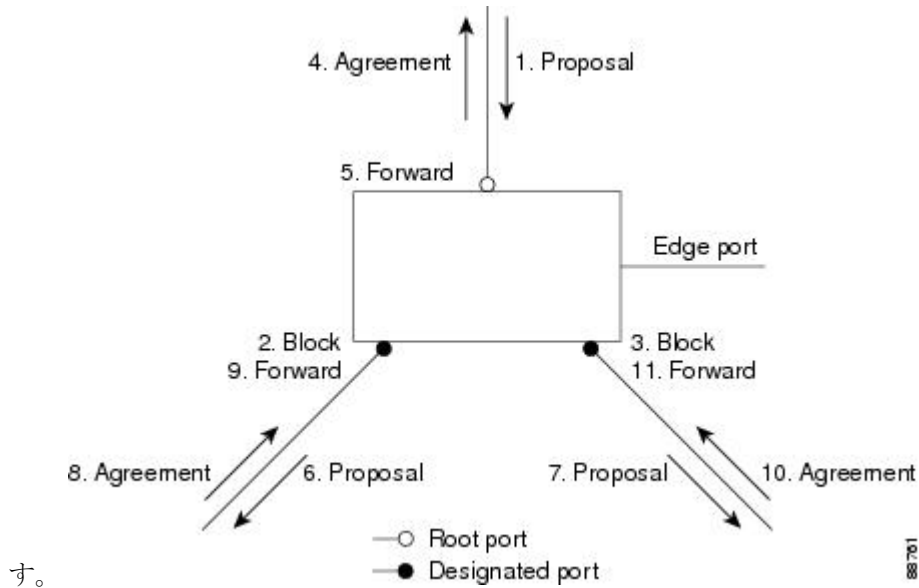 4. Agreement
1. Proposal
5. Forward
Edge port
2. Block
9. Forward
3. Block
11. Forward
8. Agreement
6. Proposal
7. Proposal
10. Agreement
Root port
Designated port
88761
す。